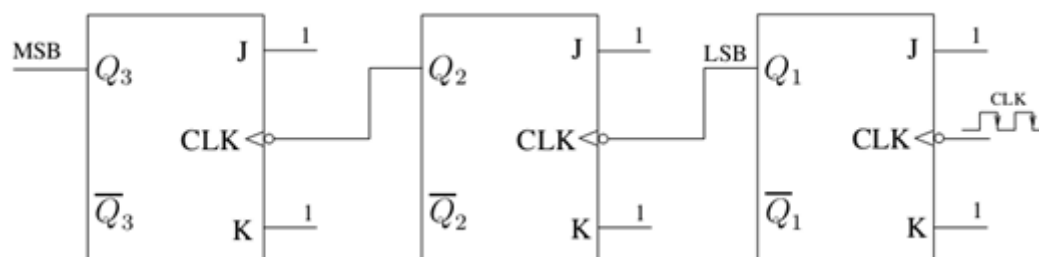 MSB Q₃ J 1 Q₂ J 1 LSB Q₁ J 1
CLK CLK CLK CLK
Q̅₃ K 1 Q̅₂ K 1 Q̅₁ K 1